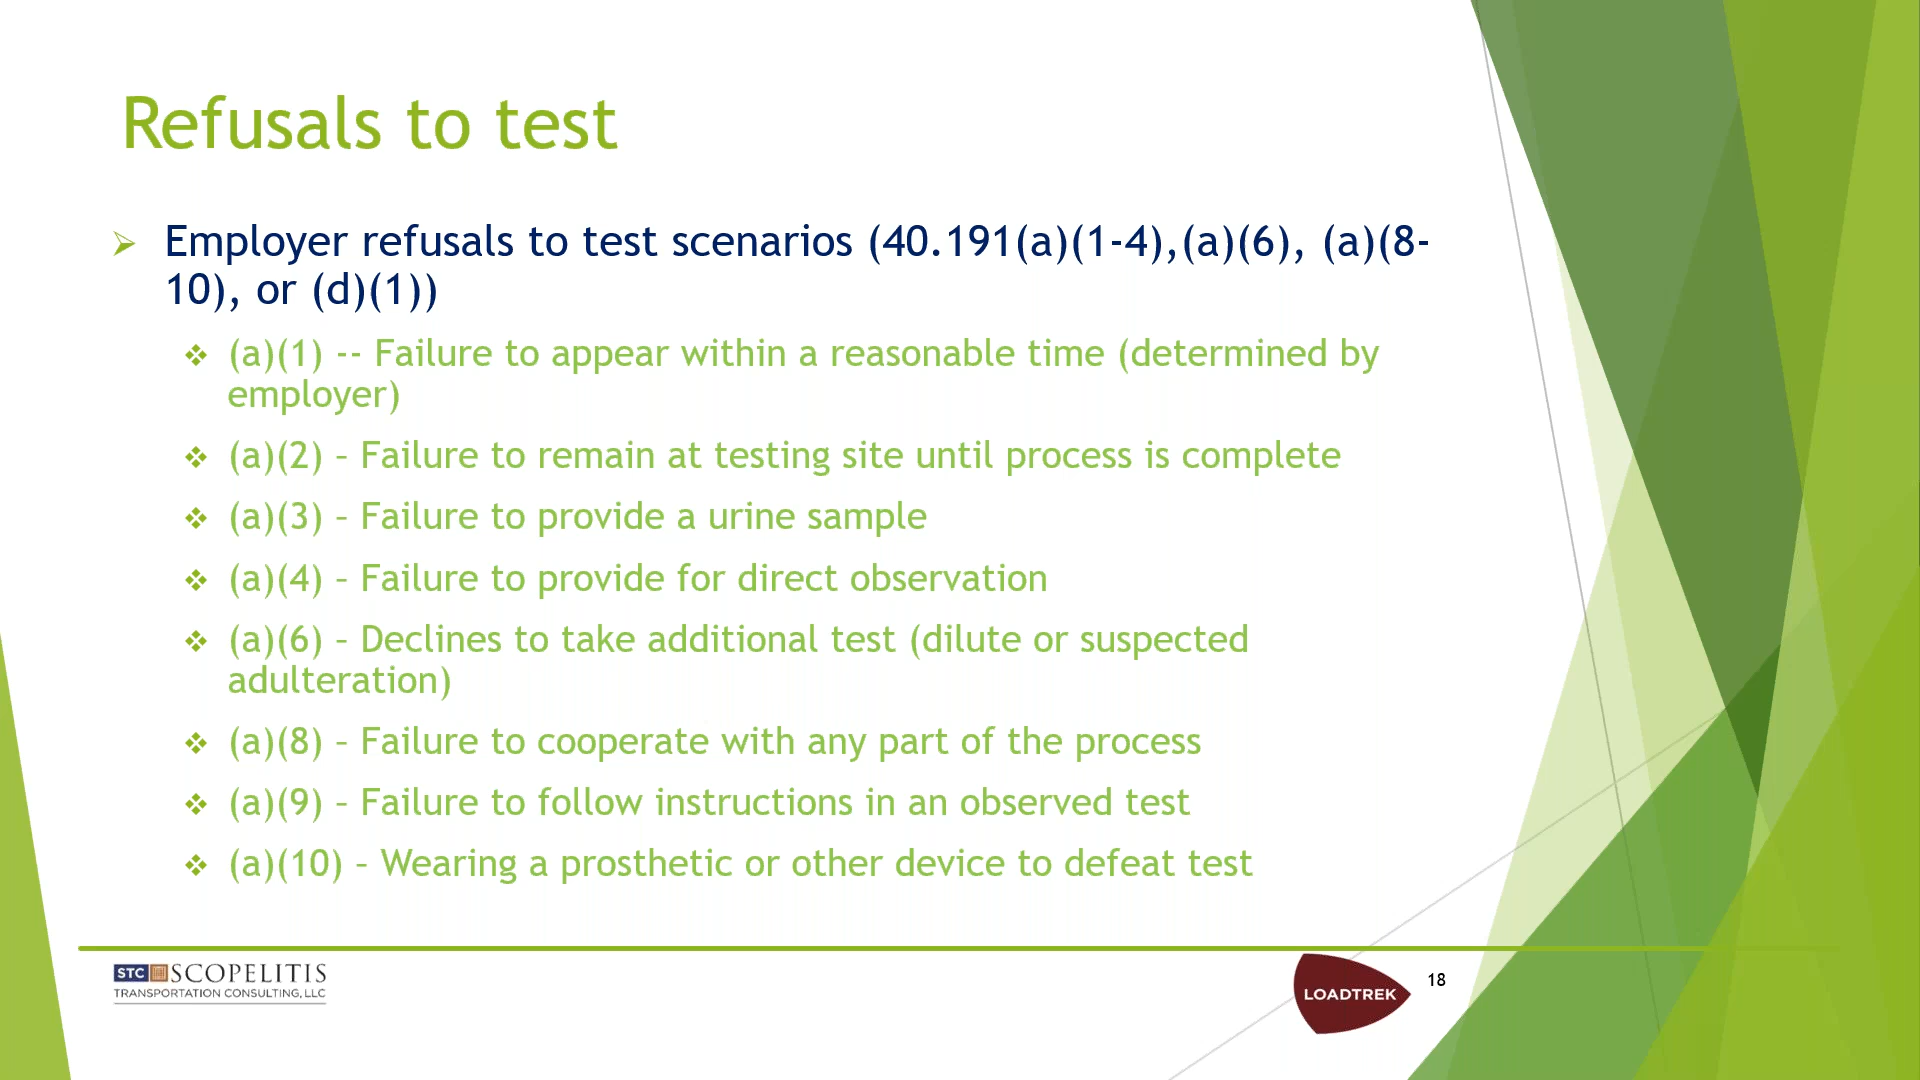 Refusals to test
Employer refusals to test scenarios (40.191(a)(1-4),(a)(6), (a)(8-
10), or (d)(1))
(a)(1) -- Failure to appear within a reasonable time (determined by
employer)
(a)(2) – Failure to remain at testing site until process is complete
(a)(3) – Failure to provide a urine sample
(a)(4) – Failure to provide for direct observation
(a)(6) – Declines to take additional test (dilute or suspected
adulteration)
(a)(8) – Failure to cooperate with any part of the process
(a)(9) – Failure to follow instructions in an observed test
(a)(10) – Wearing a prosthetic or other device to defeat test
STC SCOPELITIS
TRANSPORTATION CONSULTING, LLC
LOADTREK
18